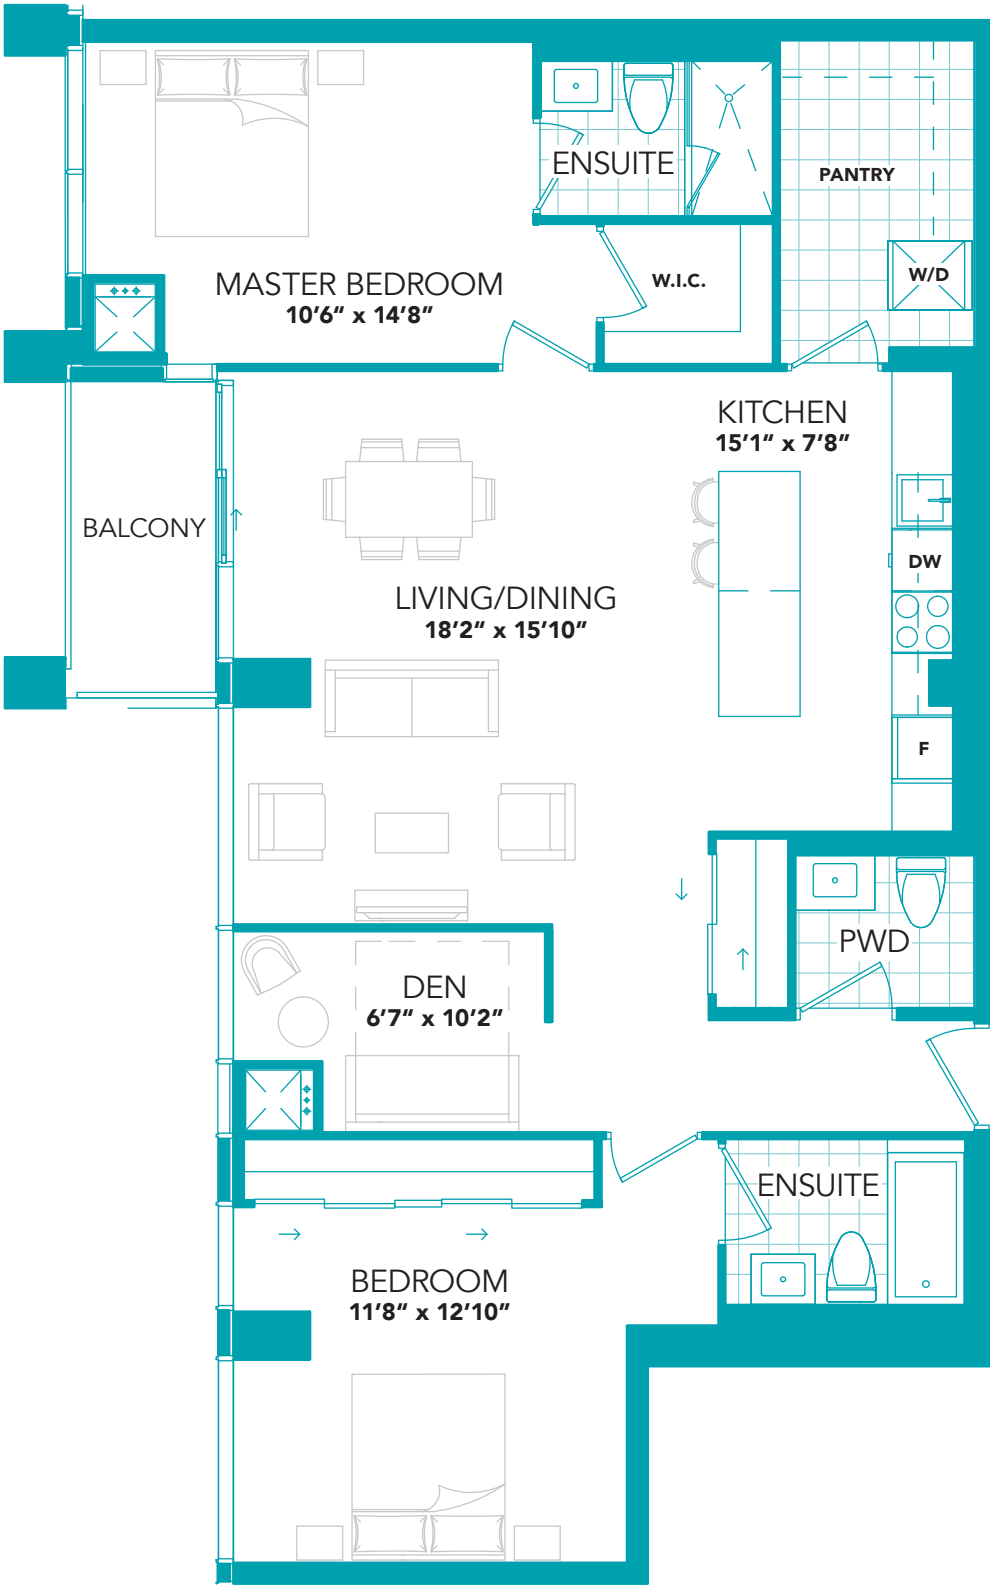 ENSUITE
PANTRY
MASTER BEDROOM
10'6" x 14'8"
W.I.C.
W/D
KITCHEN
15'1" x 7'8"
BALCONY
DW
LIVING/DINING
18'2" x 15'10"
F
PWD
DEN
6'7" x 10'2"
ENSUITE
BEDROOM
11'8" x 12'10"